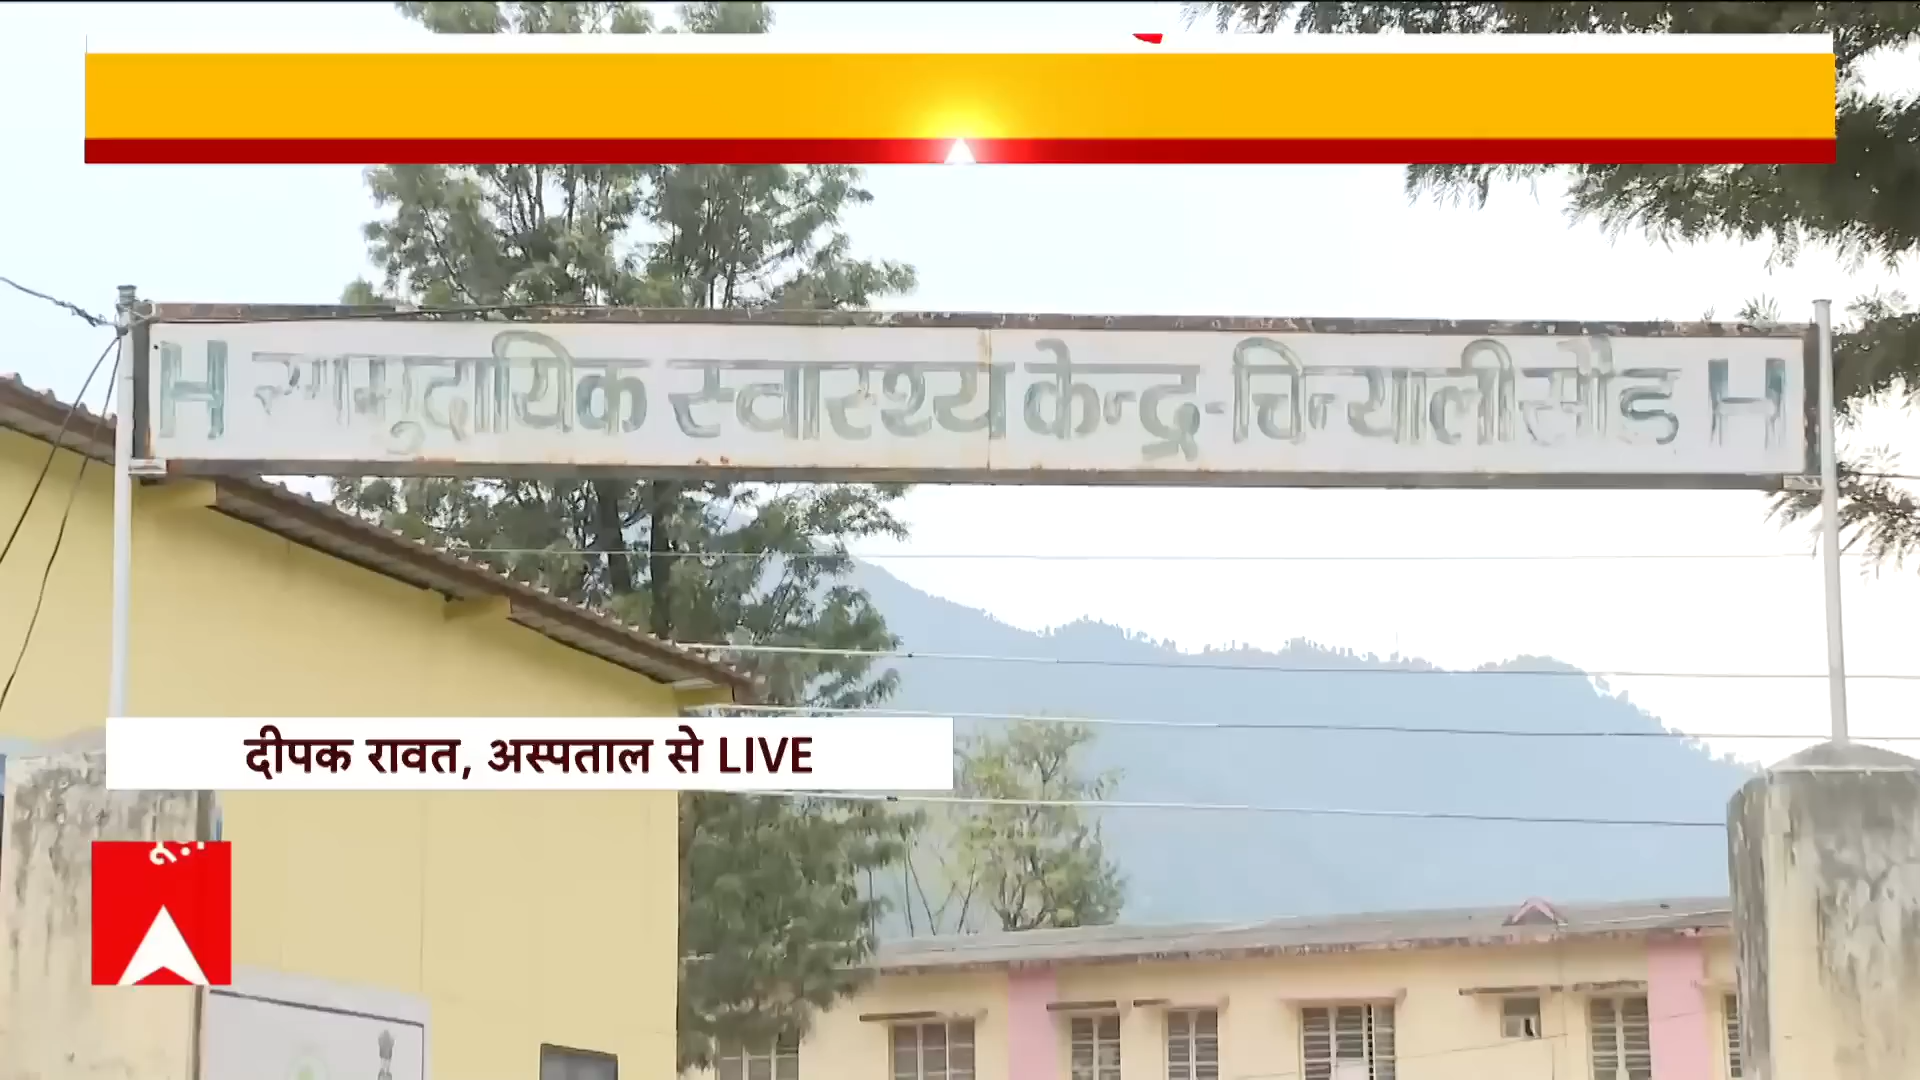 H सामुदायिक स्वास्थ्य केन्द्र-चिन्यालीसौड H
दीपक रावत, अस्पताल से LIVE